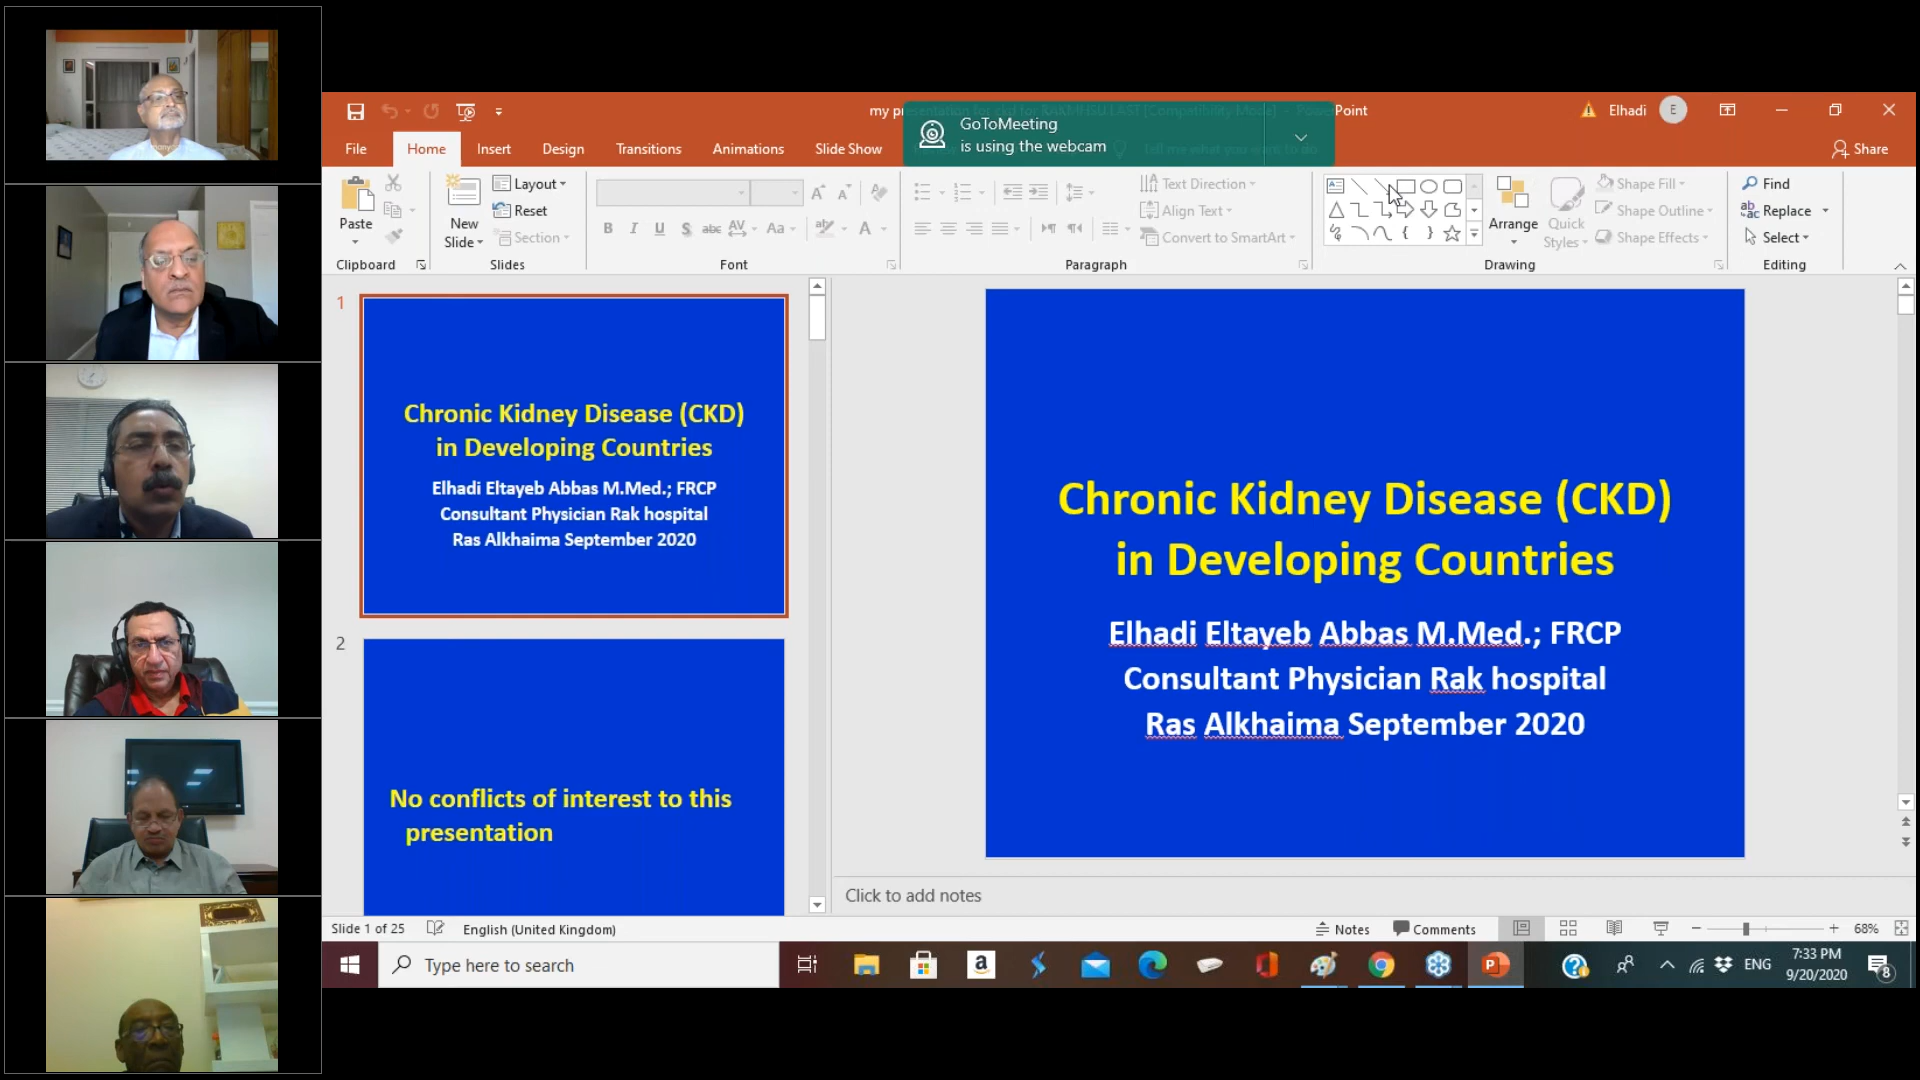 my p
GoToMeeting
is using the webcam
Point
Elhadi
E
File
Home
Insert
Design
Transitions
Animations
Slide Show
Share
Paste
Clipboard
New
Slide
Layout
Reset
Section
Slides
Font
Text Direction
Align Text
Convert to SmartArt
Paragraph
Arrange
Quick
Styles
Shape Fill
Shape Outline
Shape Effects
Drawing
Find
Replace
Select
Editing
1
Chronic Kidney Disease (CKD)
in Developing Countries
Elhadi Eltayeb Abbas M.Med.; FRCP
Consultant Physician Rak hospital
Ras Alkhaima September 2020
2
No conflicts of interest to this
presentation
Chronic Kidney Disease (CKD)
in Developing Countries
Elhadi Eltayeb Abbas M.Med.; FRCP
Consultant Physician Rak hospital
Ras Alkhaima September 2020
Click to add notes
Slide 1 of 25
English (United Kingdom)
Notes
Comments
68%
Type here to search
ENG
7:33 PM
9/20/2020
8